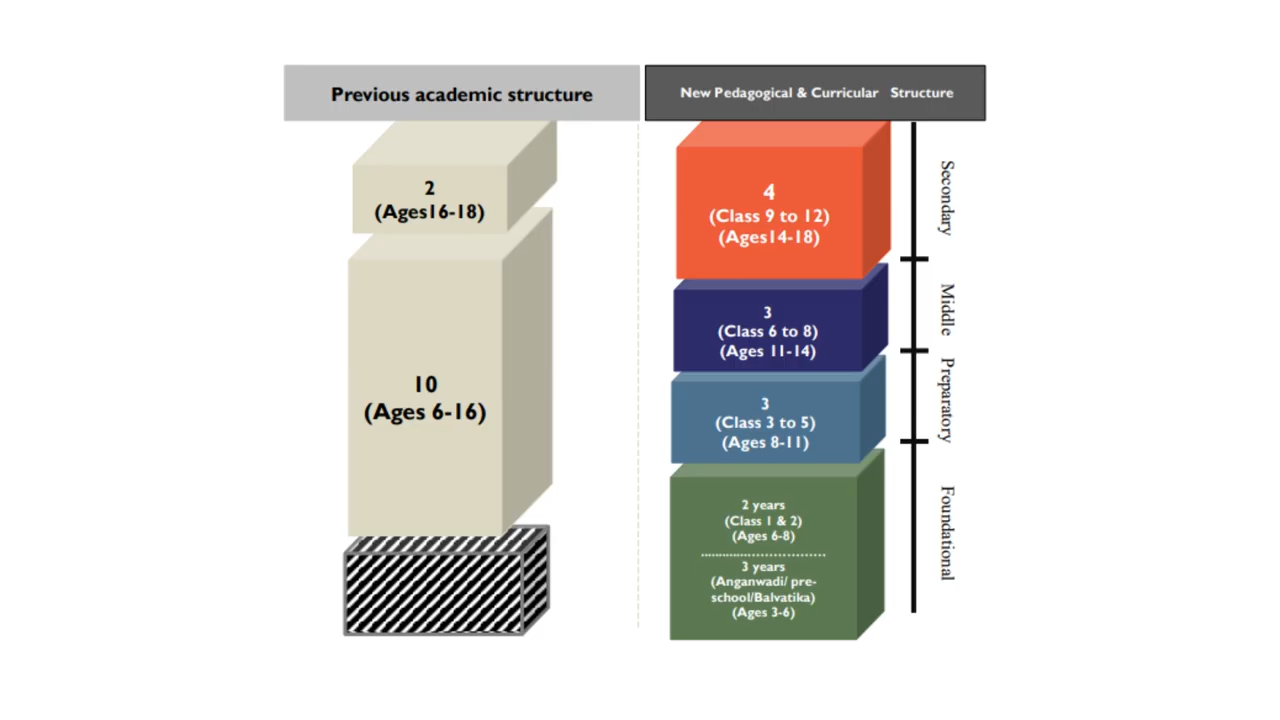 Previous academic structure
New Pedagogical & Curricular Structure
2
(Ages16-18)
10
(Ages 6-16)
4
(Class 9 to 12)
(Ages14-18)
3
(Class 6 to 8)
(Ages 11-14)
3
(Class 3 to 5)
(Ages 8-11)
2 years
(Class 1 & 2)
(Ages 6-8)
3 years
(Anganwadi/ pre-
school/Balvatika)
(Ages 3-6)
Secondary
Middle
Preparatory
Foundational